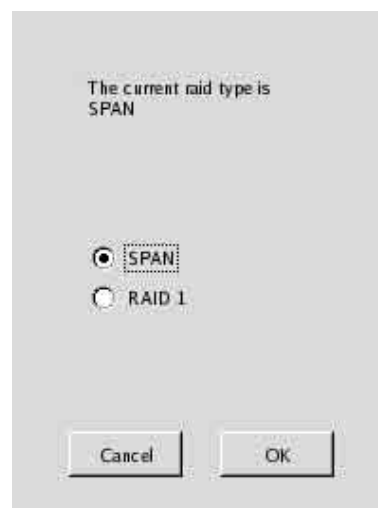 The current raid type is
SPAN
SPAN
RAID 1
Cancel OK